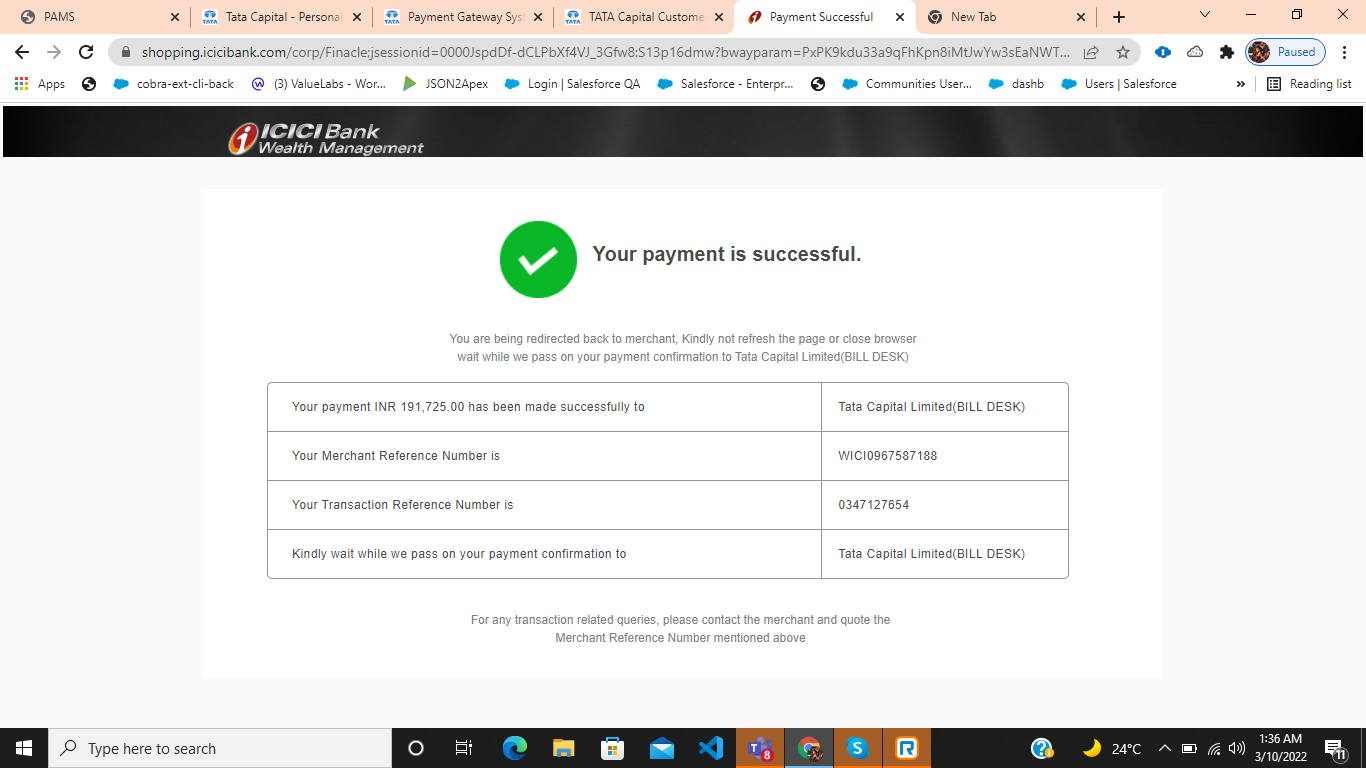 PAMS
Tata Capital - Personal
Payment Gateway Sys
TATA Capital Custome
Payment Successful
New Tab
shopping.icicibank.com/corp/Finacle;jsessionid=0000JspdDf-dCLPbXf4VJ_3Gfw8:S13p16dmw?bwayparam=PxPK9kdu33a9qFhKpn8iMtJwYw3sEaNWT...
Paused
Apps
cobra-ext-cli-back
(3) ValueLabs - Wor...
JSON2Apex
Login | Salesforce QA
Salesforce - Enterpr...
Communities User...
dashb
Users | Salesforce
»
Reading list
ICICI Bank
Wealth Management
Your payment is successful.
You are being redirected back to merchant, Kindly not refresh the page or close browser
wait while we pass on your payment confirmation to Tata Capital Limited(BILL DESK)
Your payment INR 191,725.00 has been made successfully to
Tata Capital Limited(BILL DESK)
Your Merchant Reference Number is
WICI0967587188
Your Transaction Reference Number is
0347127654
Kindly wait while we pass on your payment confirmation to
Tata Capital Limited(BILL DESK)
For any transaction related queries, please contact the merchant and quote the
Merchant Reference Number mentioned above
Type here to search
8
24°C
1:36 AM
3/10/2022
11